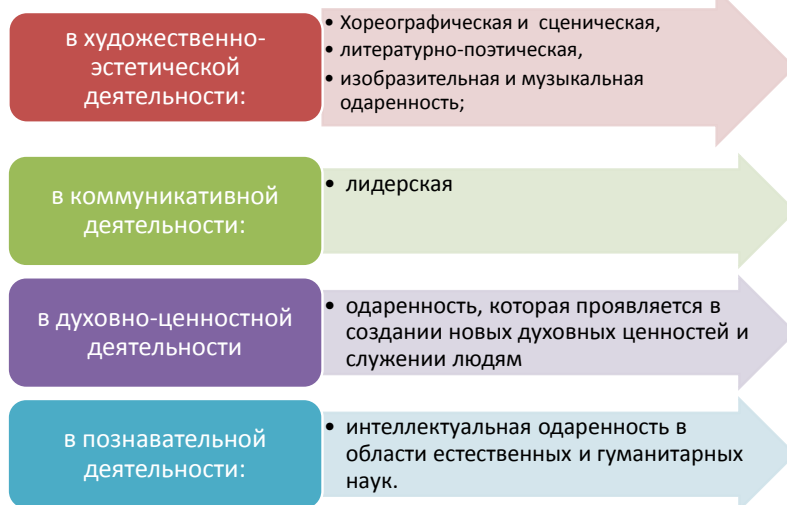 в художественно-
эстетической
деятельности:
• Хореографическая и сценическая,
• литературно-поэтическая,
• изобразительная и музыкальная
одаренность;
в коммуникативной
деятельности:
• лидерская
в духовно-ценностной
деятельности
• одаренность, которая проявляется в
создании новых духовных ценностей и
служении людям
в познавательной
деятельности:
• интеллектуальная одаренность в
области естественных и гуманитарных
наук.